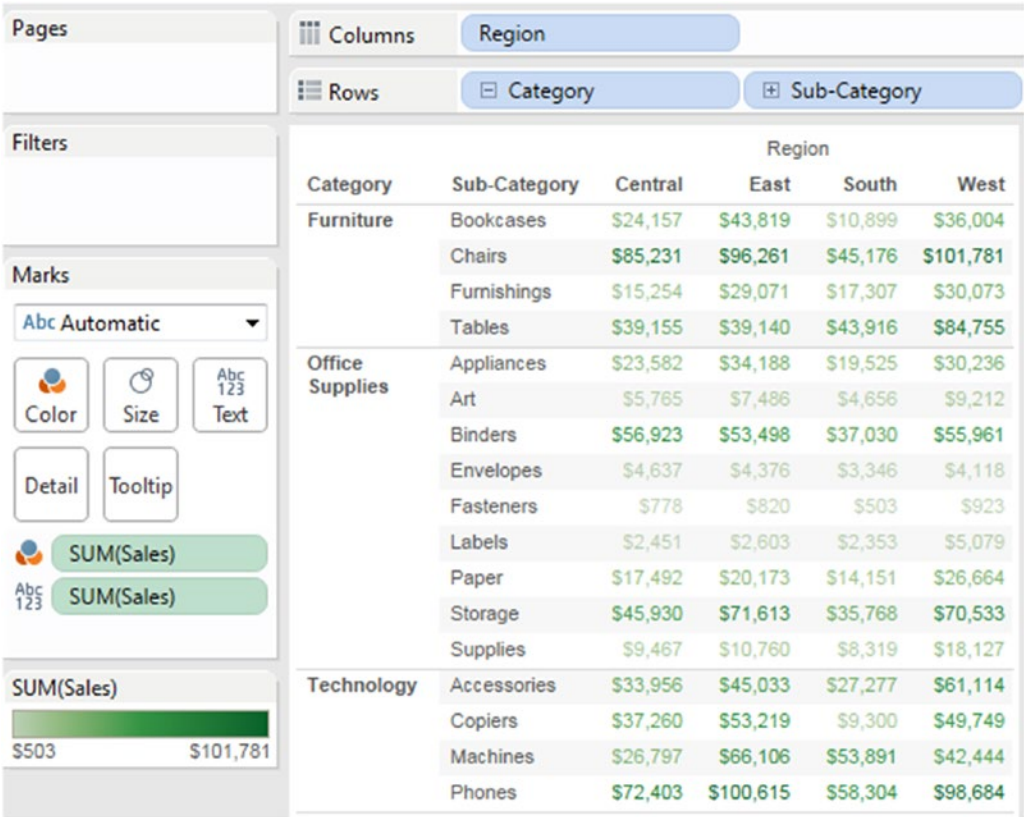 Pages
Columns Region
Rows Category Sub-Category
Filters
Marks
Abc Automatic
Color Size Abc 123 Text
Detail Tooltip
SUM(Sales)
Abc 123 SUM(Sales)
SUM(Sales)
$503 $101,781
Region
Category Sub-Category Central East South West
Furniture Bookcases $24,157 $43,819 $10,899 $36,004
Chairs $85,231 $96,261 $45,176 $101,781
Furnishings $15,254 $29,071 $17,307 $30,073
Tables $39,155 $39,140 $43,916 $84,755
Office Supplies Appliances $23,582 $34,188 $19,525 $30,236
Art $5,765 $7,486 $4,656 $9,212
Binders $56,923 $53,498 $37,030 $55,961
Envelopes $4,637 $4,376 $3,346 $4,118
Fasteners $778 $820 $503 $923
Labels $2,451 $2,603 $2,353 $5,079
Paper $17,492 $20,173 $14,151 $26,664
Storage $45,930 $71,613 $35,768 $70,533
Supplies $9,467 $10,760 $8,319 $18,127
Technology Accessories $33,956 $45,033 $27,277 $61,114
Copiers $37,260 $53,219 $9,300 $49,749
Machines $26,797 $66,106 $53,891 $42,444
Phones $72,403 $100,615 $58,304 $98,684